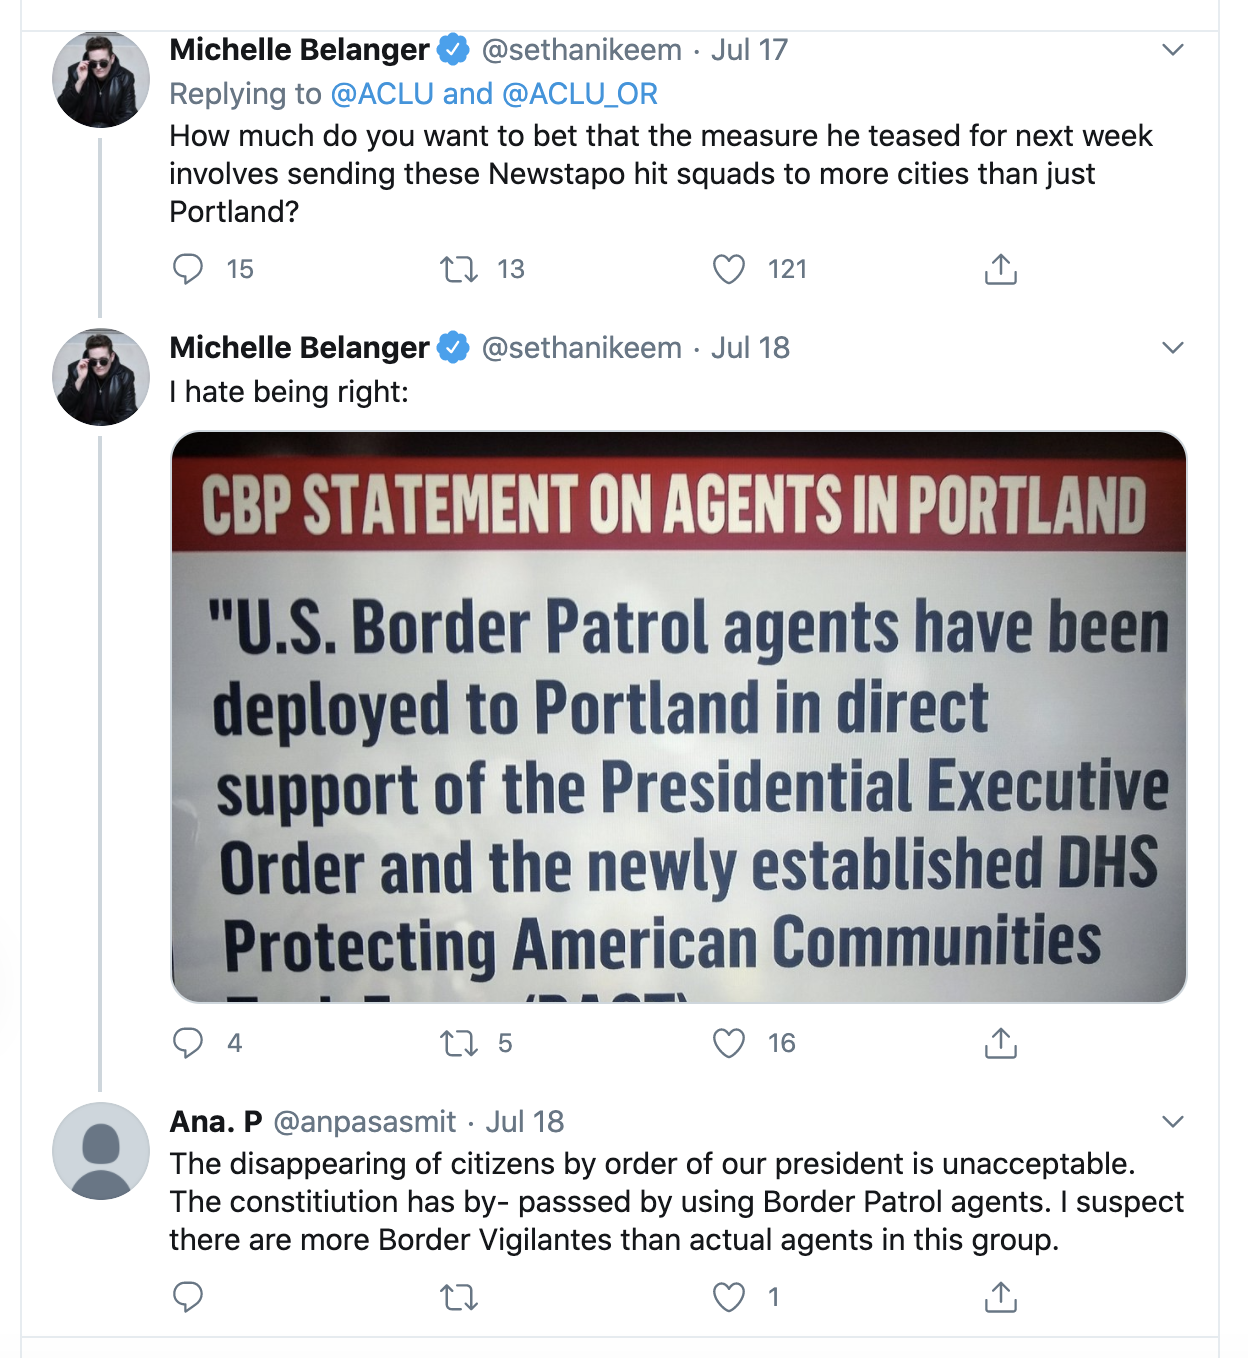 Michelle Belanger @sethanikeem · Jul 17
Replying to @ACLU and @ACLU_OR
How much do you want to bet that the measure he teased for next week
involves sending these Newstapo hit squads to more cities than just
Portland?
15 13 121
Michelle Belanger @sethanikeem · Jul 18
I hate being right:
CBP STATEMENT ON AGENTS IN PORTLAND
"U.S. Border Patrol agents have been
deployed to Portland in direct
support of the Presidential Executive
Order and the newly established DHS
Protecting American Communities
4 5 16
Ana. P @anpasasmit · Jul 18
The disappearing of citizens by order of our president is unacceptable.
The constitiution has by- passsed by using Border Patrol agents. I suspect
there are more Border Vigilantes than actual agents in this group.
1